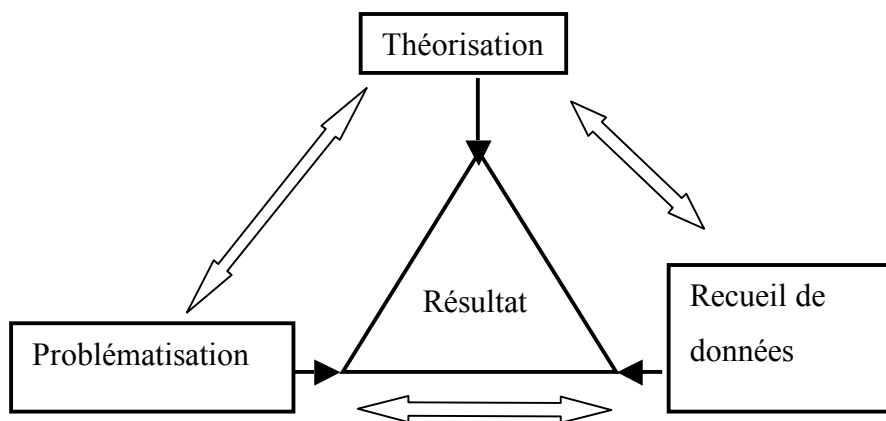 Théorisation
Résultat
Recueil de
données
Problématisation